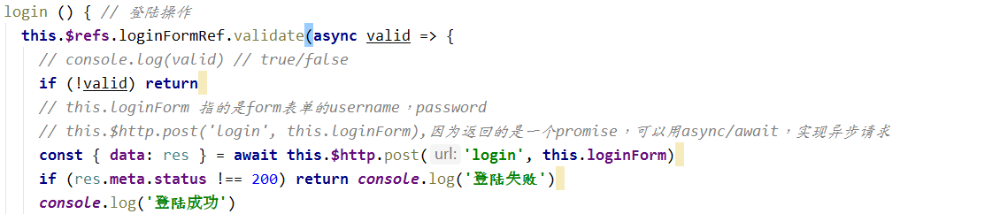 login () { // 登陆操作
this.$refs.loginFormRef.validate(async valid => {
// console.log(valid) // true/false
if (!valid) return
// this.loginForm 指的是form表单的username，password
// this.$http.post('login', this.loginForm),因为返回的是一个promise，可以用async/await，实现异步请求
const { data: res } = await this.$http.post( url: 'login', this.loginForm)
if (res.meta.status !== 200) return console.log('登陆失败')
console.log('登陆成功')